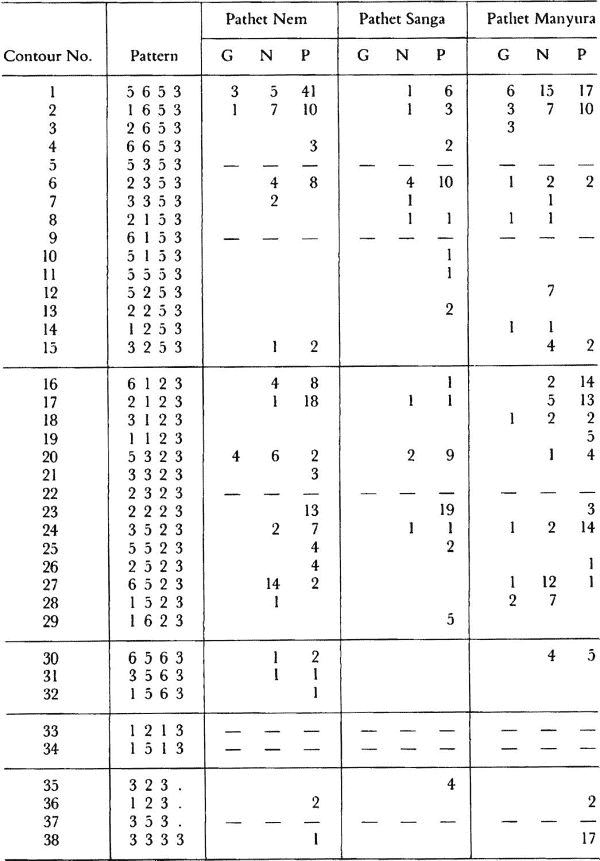 Pathet Nem Pathet Sanga Pathet Manyura
Contour No. Pattern G N P G N P G N P
1 5 6 5 3 3 5 41 1 6 6 15 17
2 1 6 5 3 1 7 10 1 3 3 7 10
3 2 6 5 3 3
4 6 6 5 3 3 2
5 5 3 5 3 — — — — — — — — —
6 2 3 5 3 4 8 4 10 1 2 2
7 3 3 5 3 2 1 1
8 2 1 5 3 1 1 1 1
9 6 1 5 3 — — — — — — — — —
10 5 1 5 3 1
11 5 5 5 3 1
12 5 2 5 3 7
13 2 2 5 3 2
14 1 2 5 3 1 1
15 3 2 5 3 1 2 4 2
16 6 1 2 3 4 8 1 2 14
17 2 1 2 3 1 18 1 1 5 13
18 3 1 2 3 1 2 2
19 1 1 2 3 5
20 5 3 2 3 4 6 2 2 9 1 4
21 3 3 2 3 3
22 2 3 2 3 — — — — — — — — —
23 2 2 2 3 13 19 3
24 3 5 2 3 2 7 1 1 1 2 14
25 5 5 2 3 4 2
26 2 5 2 3 4 1
27 6 5 2 3 14 2 1 12 1
28 1 5 2 3 1 2 7
29 1 6 2 3 5
30 6 5 6 3 1 2 4 5
31 3 5 6 3 1 1
32 1 5 6 3 1
33 1 2 1 3 — — — — — — — — —
34 1 5 1 3 — — — — — — — — —
35 3 2 3 . 4
36 1 2 3 . 2 2
37 3 5 3 . — — — — — — — — —
38 3 3 3 3 1 17